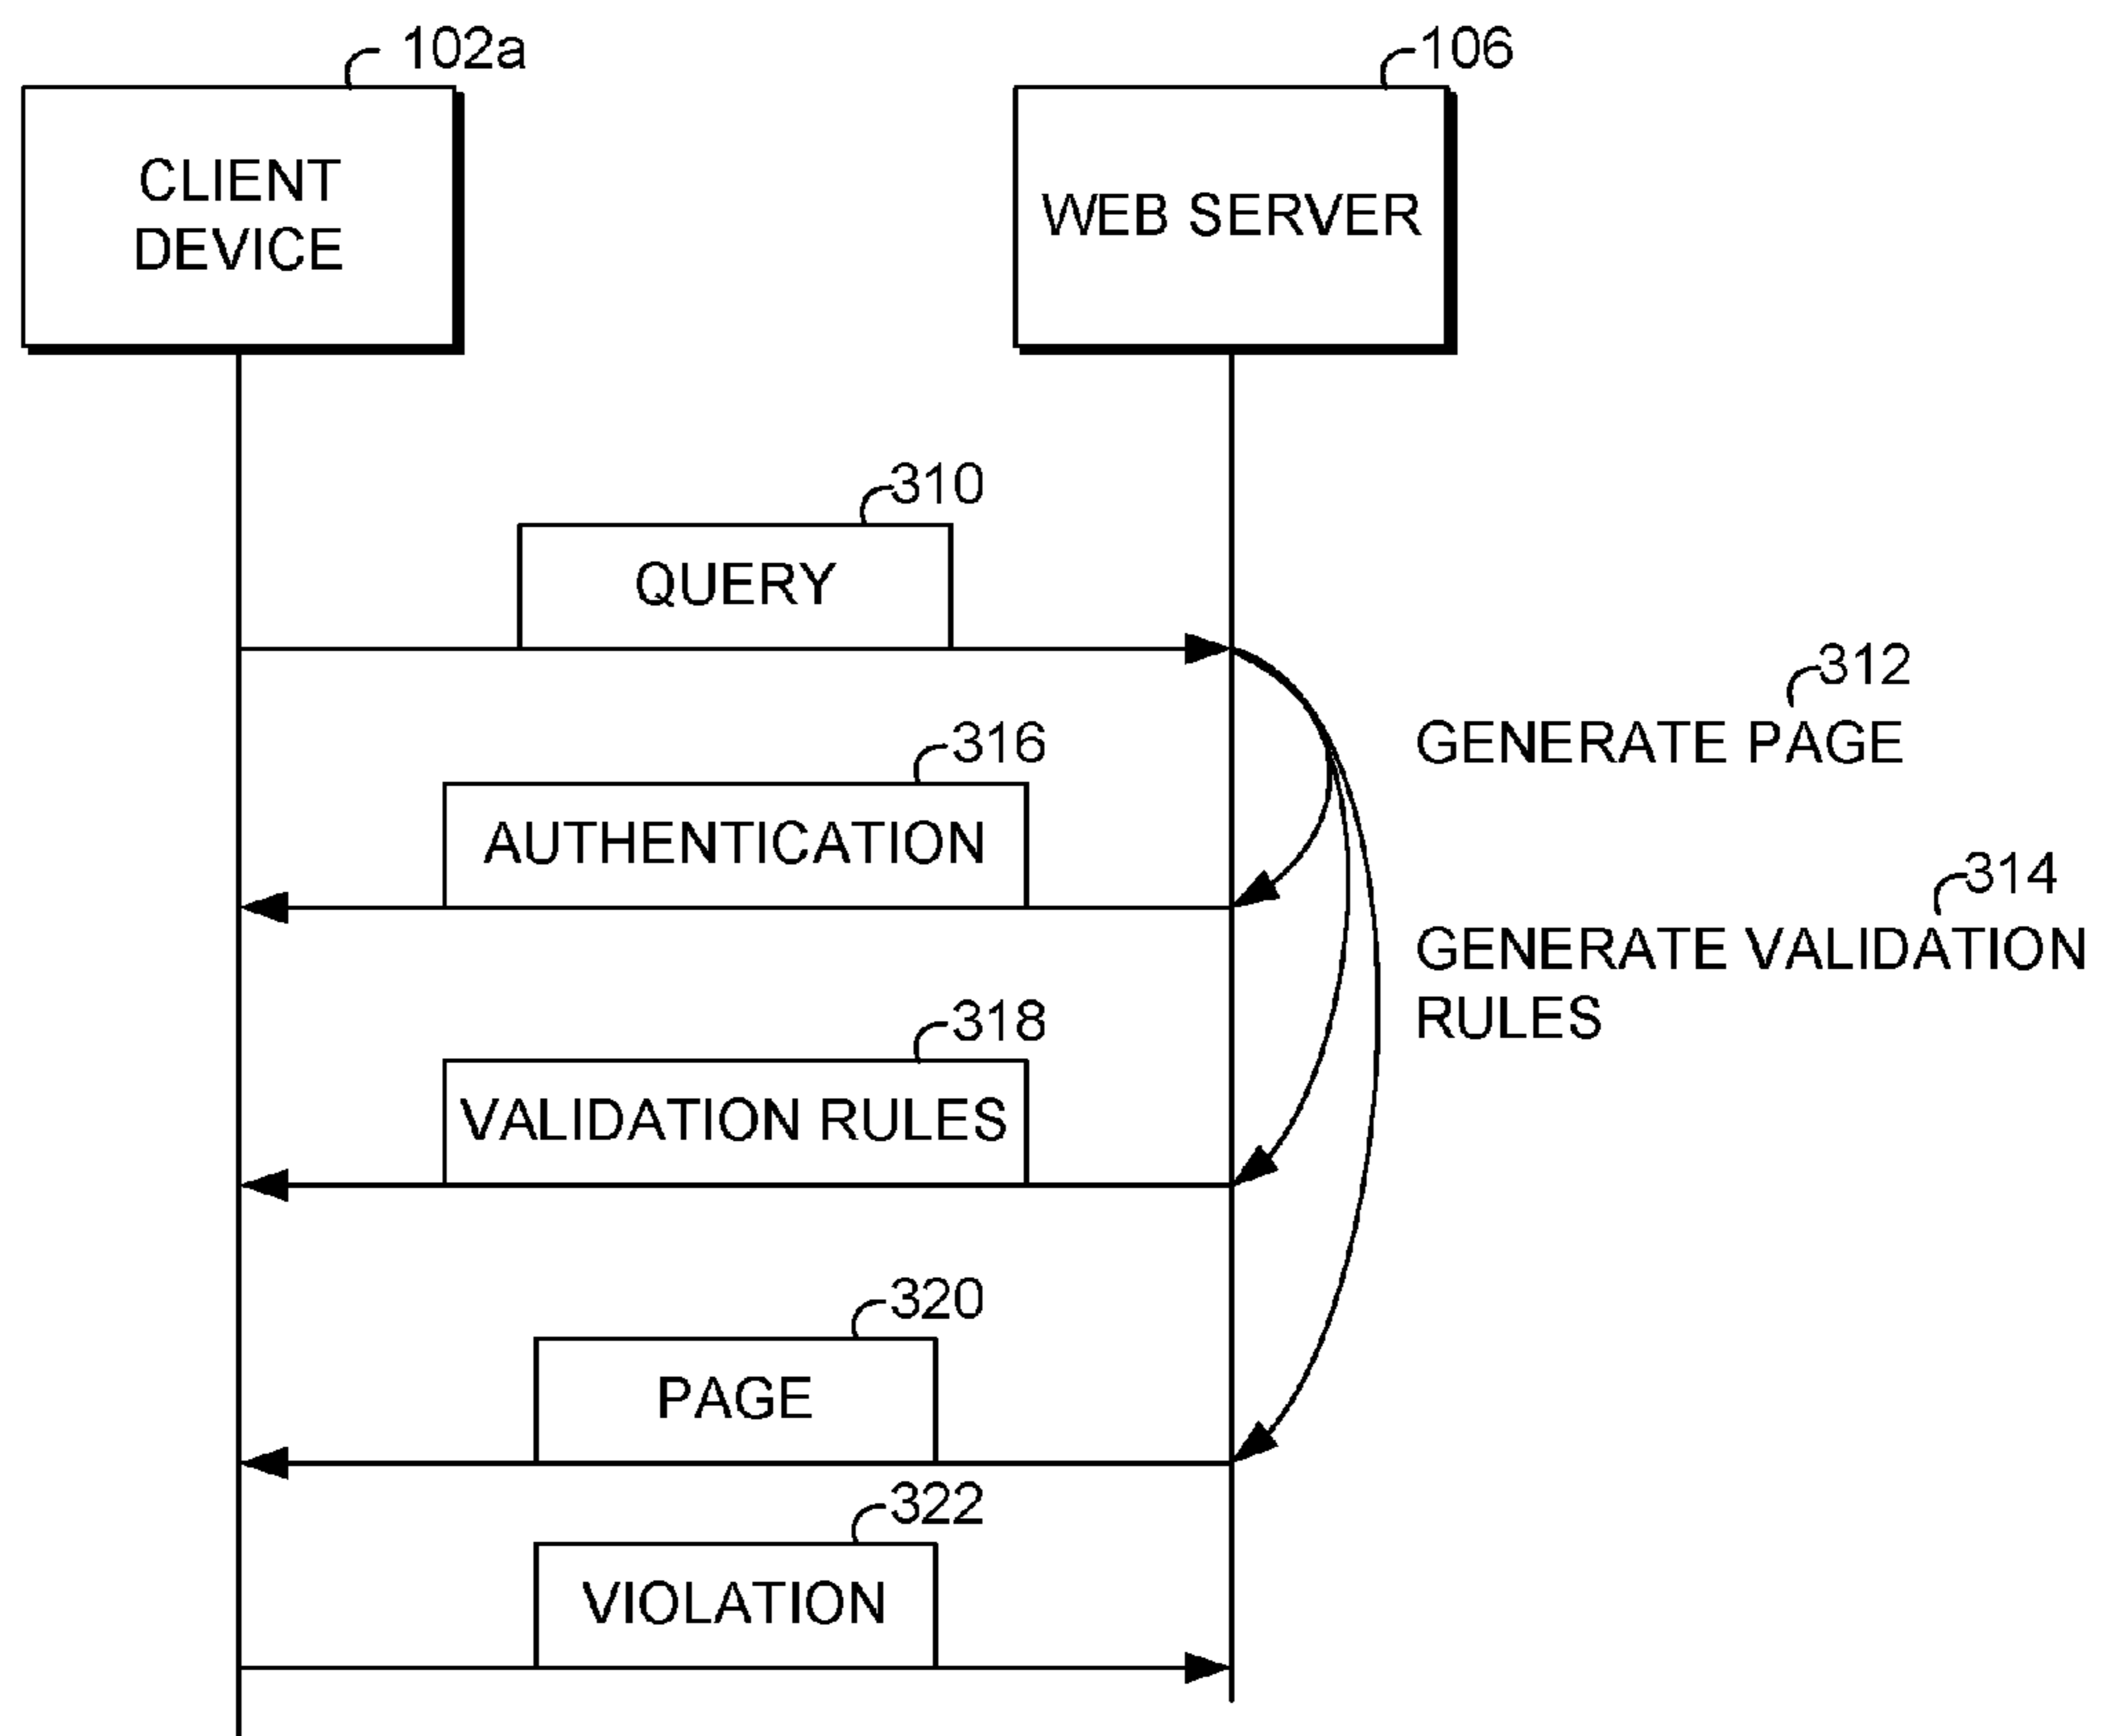 102a
106
CLIENT
DEVICE
WEB SERVER
310
QUERY
312
GENERATE PAGE
316
AUTHENTICATION
314
GENERATE VALIDATION
RULES
318
VALIDATION RULES
320
PAGE
322
VIOLATION